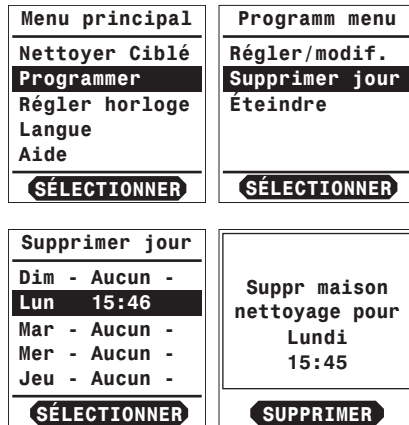 Menu principal
Nettoyer Ciblé
Programmer
Régler horloge
Langue
Aide
SÉLECTIONNER
Programm menu
Régler/modif.
Supprimer jour
Éteindre
SÉLECTIONNER
Supprimer jour
Dim - Aucun -
Lun 15:46
Mar - Aucun -
Mer - Aucun -
Jeu - Aucun -
SÉLECTIONNER
Suppr maison
nettoyage pour
Lundi
15:45
SUPPRIMER